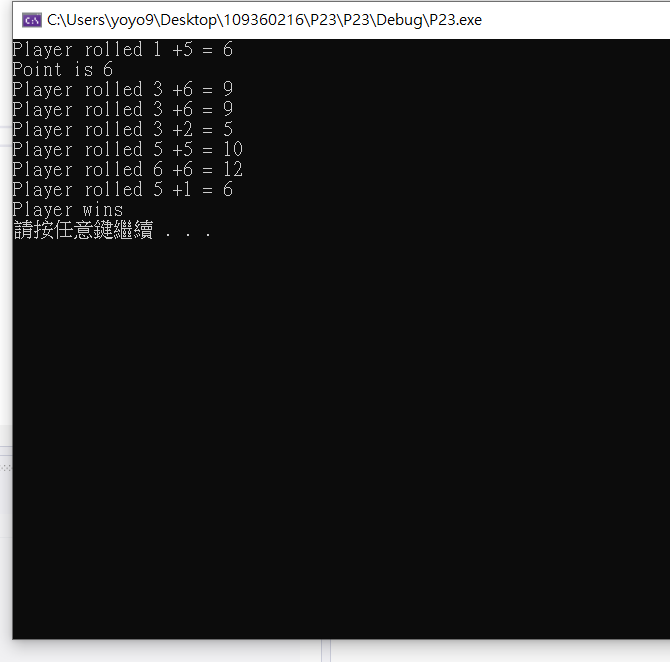 C:\Users\yoyo9\Desktop\109360216\P23\P23\Debug\P23.exe
Player rolled 1 +5 = 6
Point is 6
Player rolled 3 +6 = 9
Player rolled 3 +6 = 9
Player rolled 3 +2 = 5
Player rolled 5 +5 = 10
Player rolled 6 +6 = 12
Player rolled 5 +1 = 6
Player wins
請按任意鍵繼續 . . .